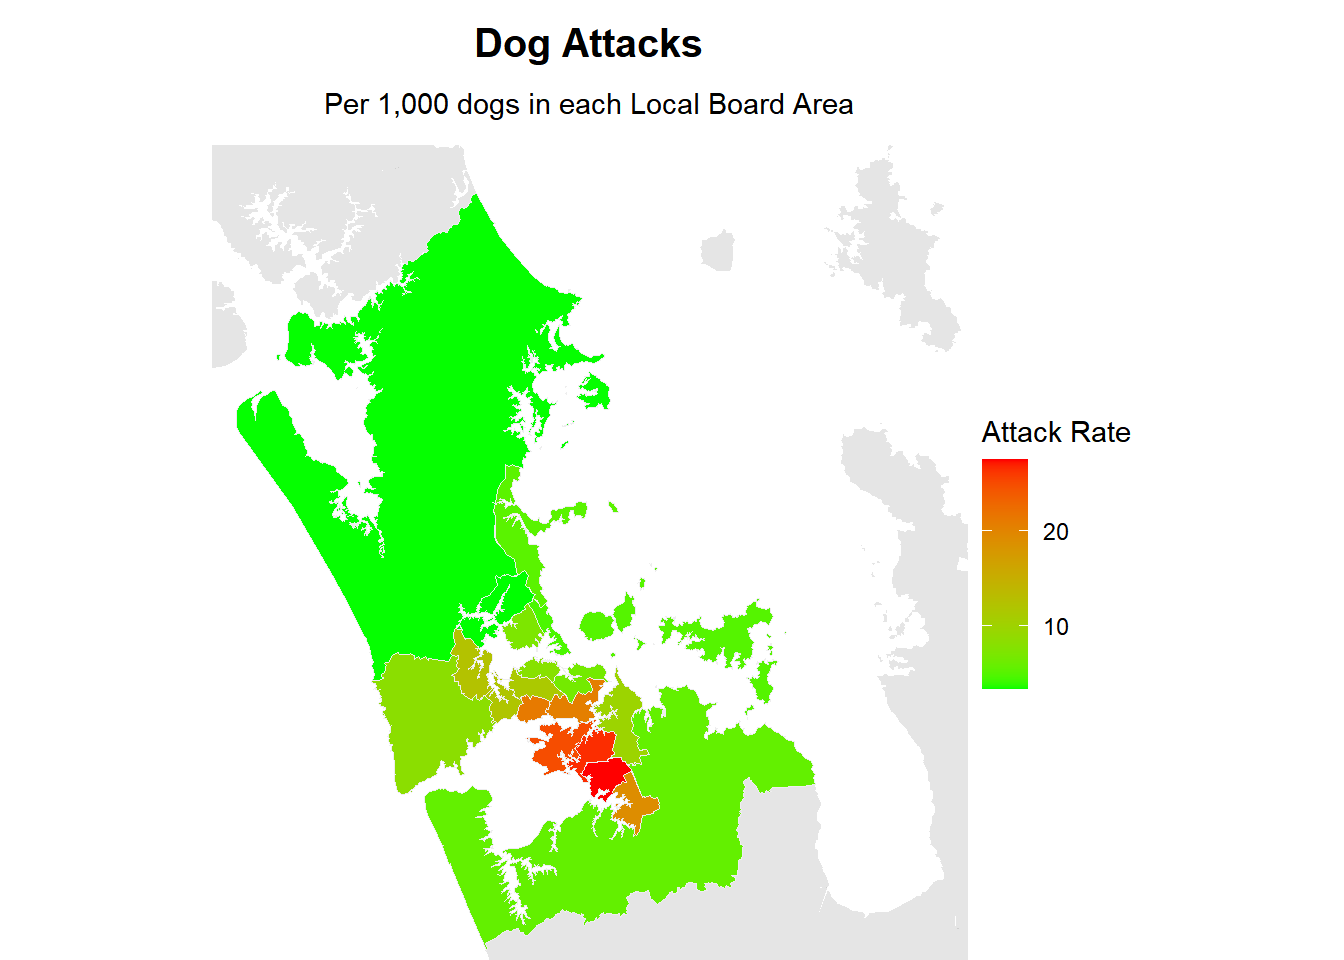 Dog Attacks
Per 1,000 dogs in each Local Board Area
Attack Rate
20
10